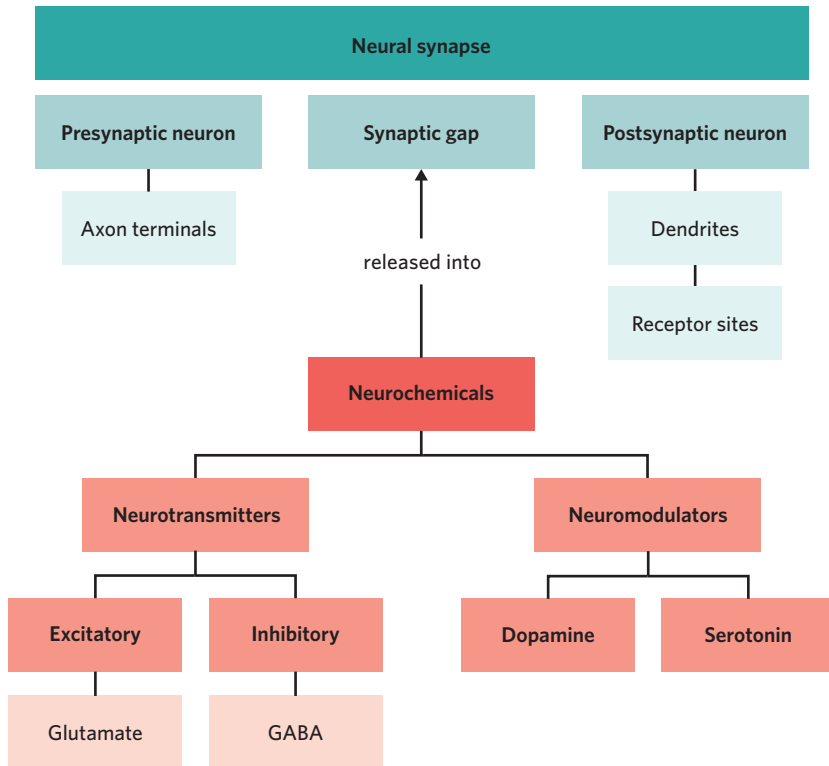 Neural synapse
Presynaptic neuron
Synaptic gap
Postsynaptic neuron
Axon terminals
Dendrites
released into
Receptor sites
Neurochemicals
Neurotransmitters
Neuromodulators
Excitatory
Inhibitory
Dopamine
Serotonin
Glutamate
GABA